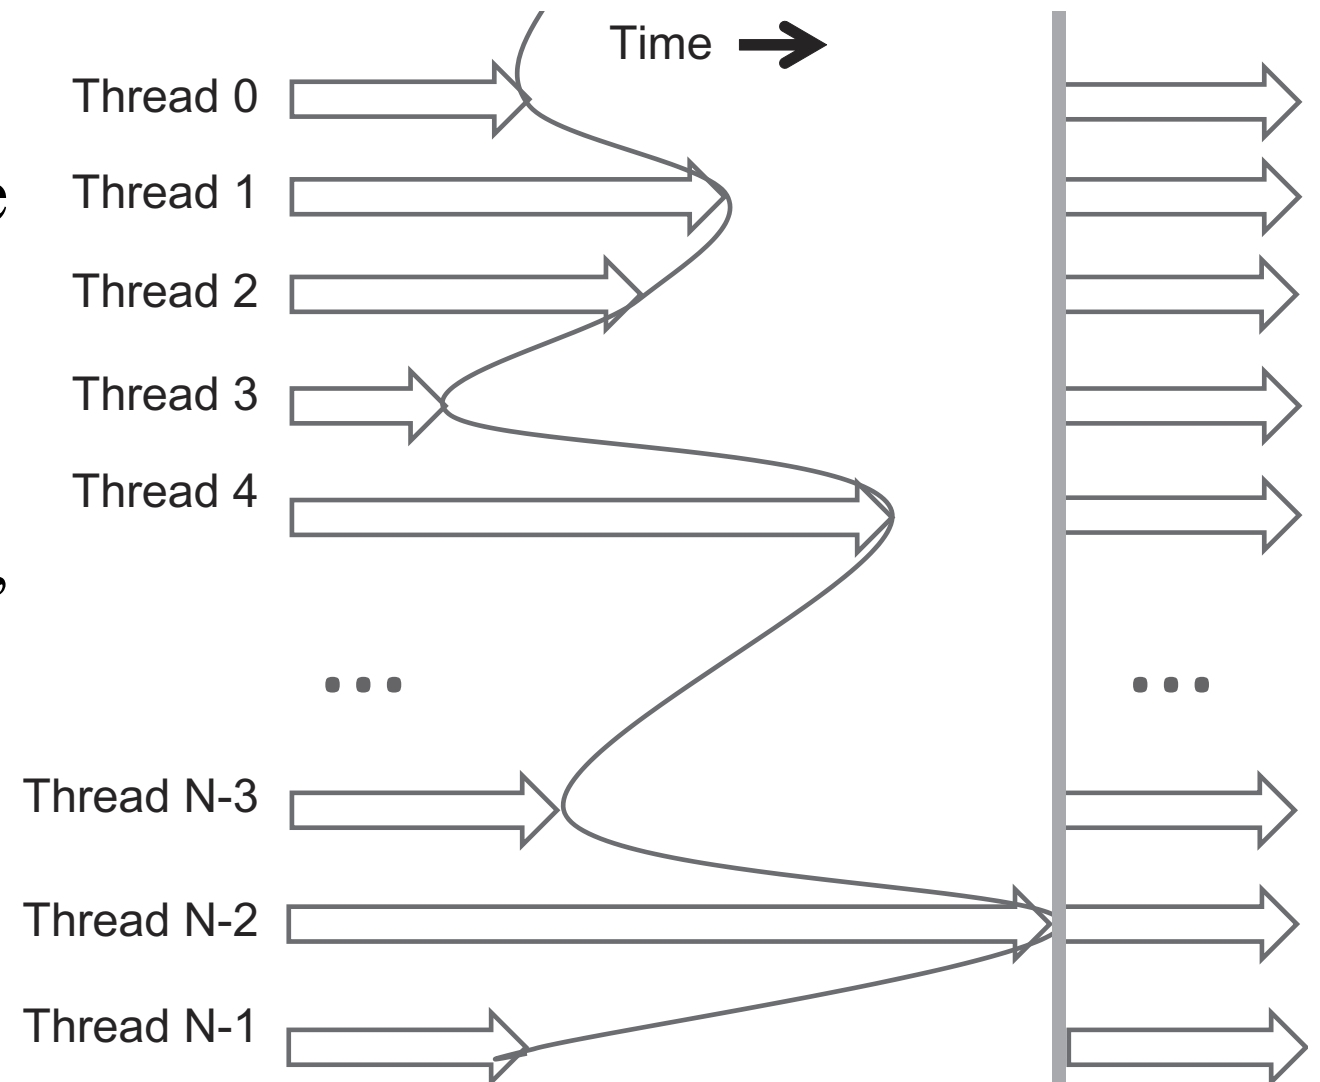 Time
Thread 0
e
Thread 1
Thread 2
Thread 3
Thread 4
,
...
...
Thread N-3
Thread N-2
Thread N-1